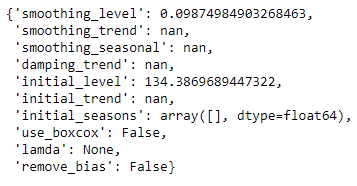 {'smoothing_level': 0.09874984903268463,
'smoothing_trend': nan,
'smoothing_seasonal': nan,
'damping_trend': nan,
'initial_level': 134.3869689447322,
'initial_trend': nan,
'initial_seasons': array([], dtype=float64),
'use_boxcox': False,
'lamda': None,
'remove_bias': False}